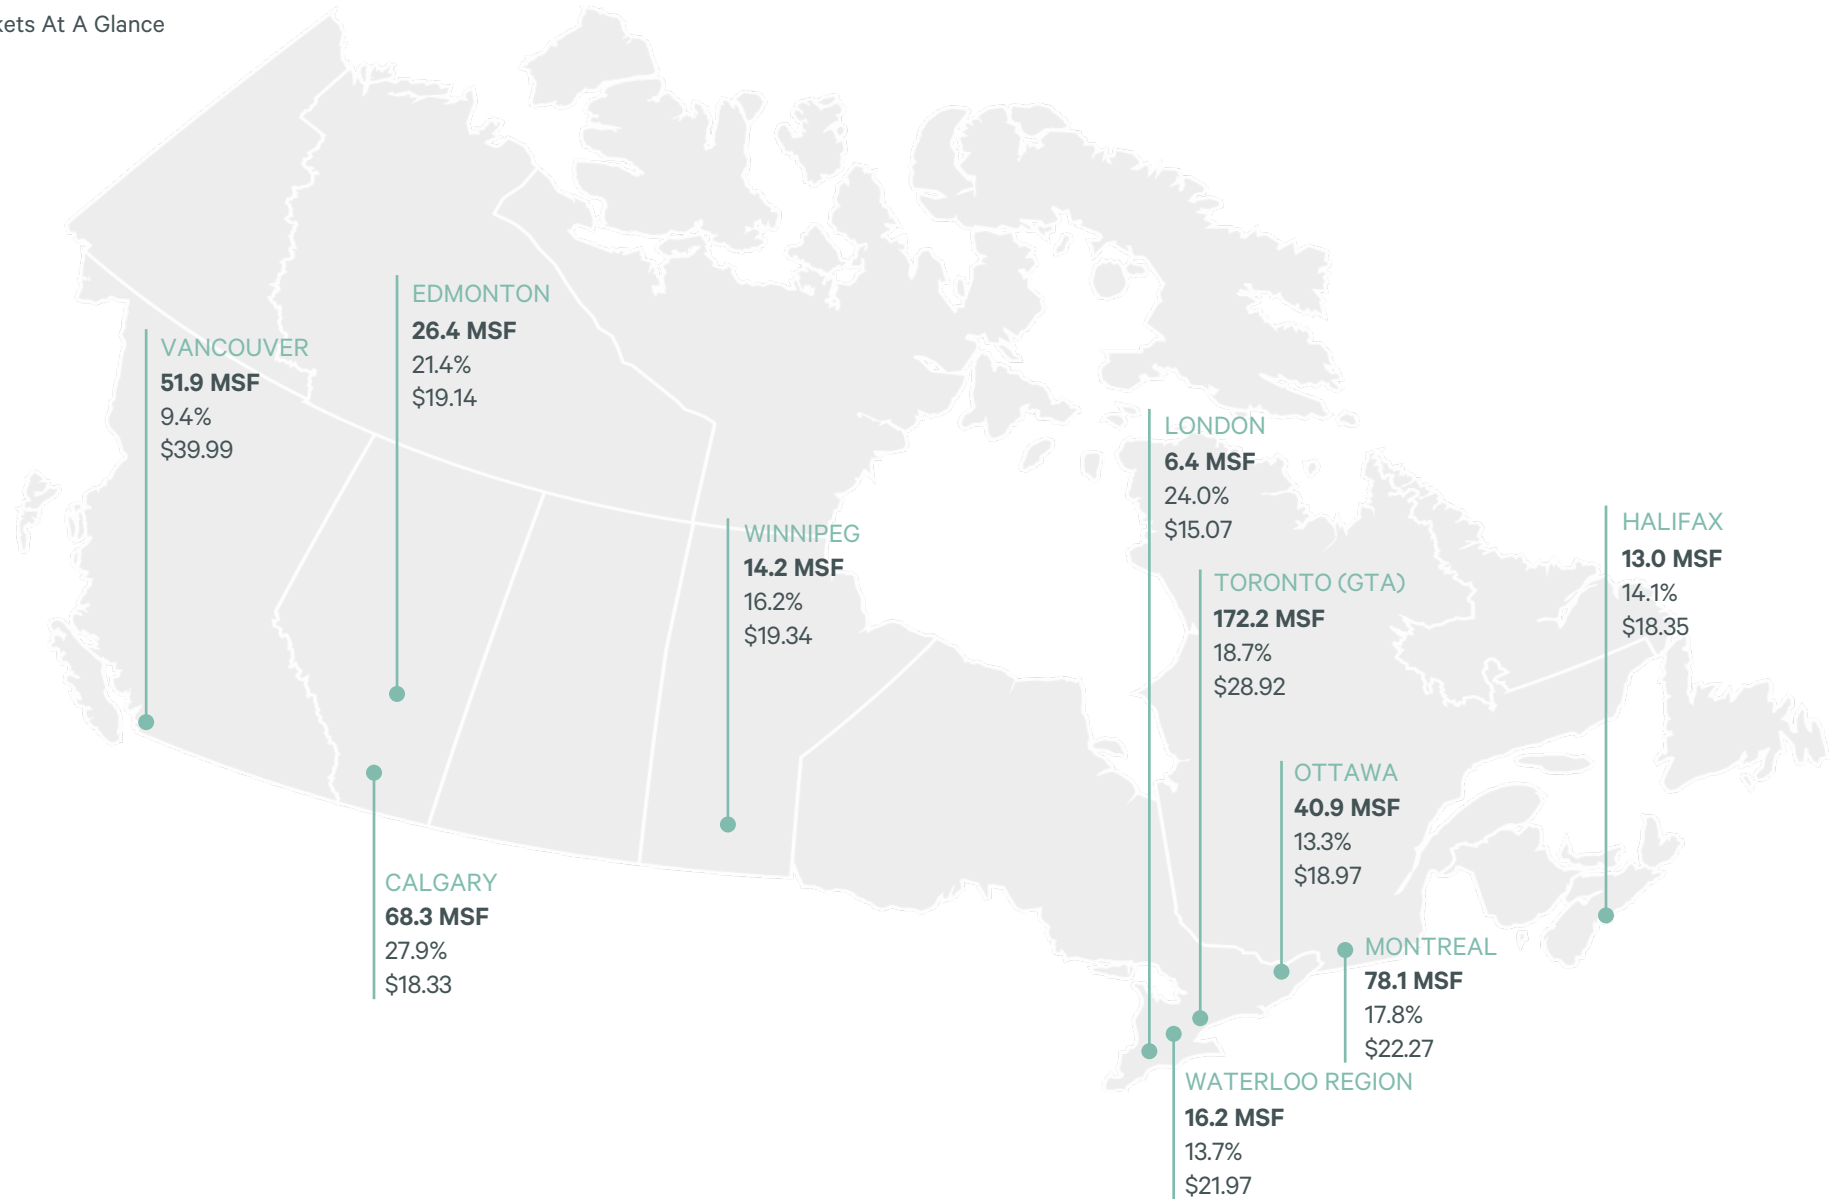 At A Glance
EDMONTON
26.4 MSF
21.4%
$19.14
VANCOUVER
51.9 MSF
9.4%
$39.99
LONDON
6.4 MSF
24.0%
$15.07
HALIFAX
13.0 MSF
14.1%
$18.35
WINNIPEG
14.2 MSF
16.2%
$19.34
TORONTO (GTA)
172.2 MSF
18.7%
$28.92
OTTAWA
40.9 MSF
13.3%
$18.97
CALGARY
68.3 MSF
27.9%
$18.33
MONTREAL
78.1 MSF
17.8%
$22.27
WATERLOO REGION
16.2 MSF
13.7%
$21.97